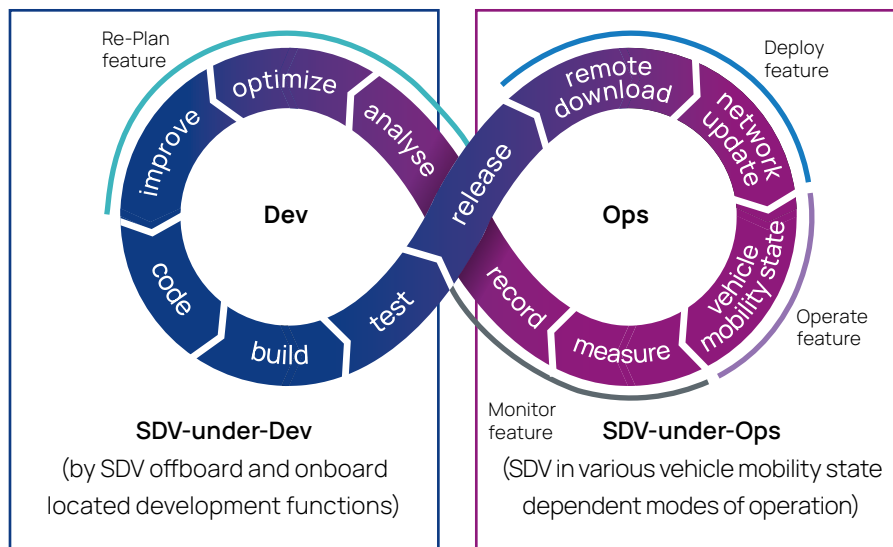 Re-Plan
feature
optimize
analyse
improve
code
build
test
release
Dev
remote
download
network
update
Deploy
feature
Ops
vehicle
mobility state
Operate
feature
measure
record
Monitor
feature
SDV-under-Dev
(by SDV offboard and onboard
located development functions)
SDV-under-Ops
(SDV in various vehicle mobility state
dependent modes of operation)